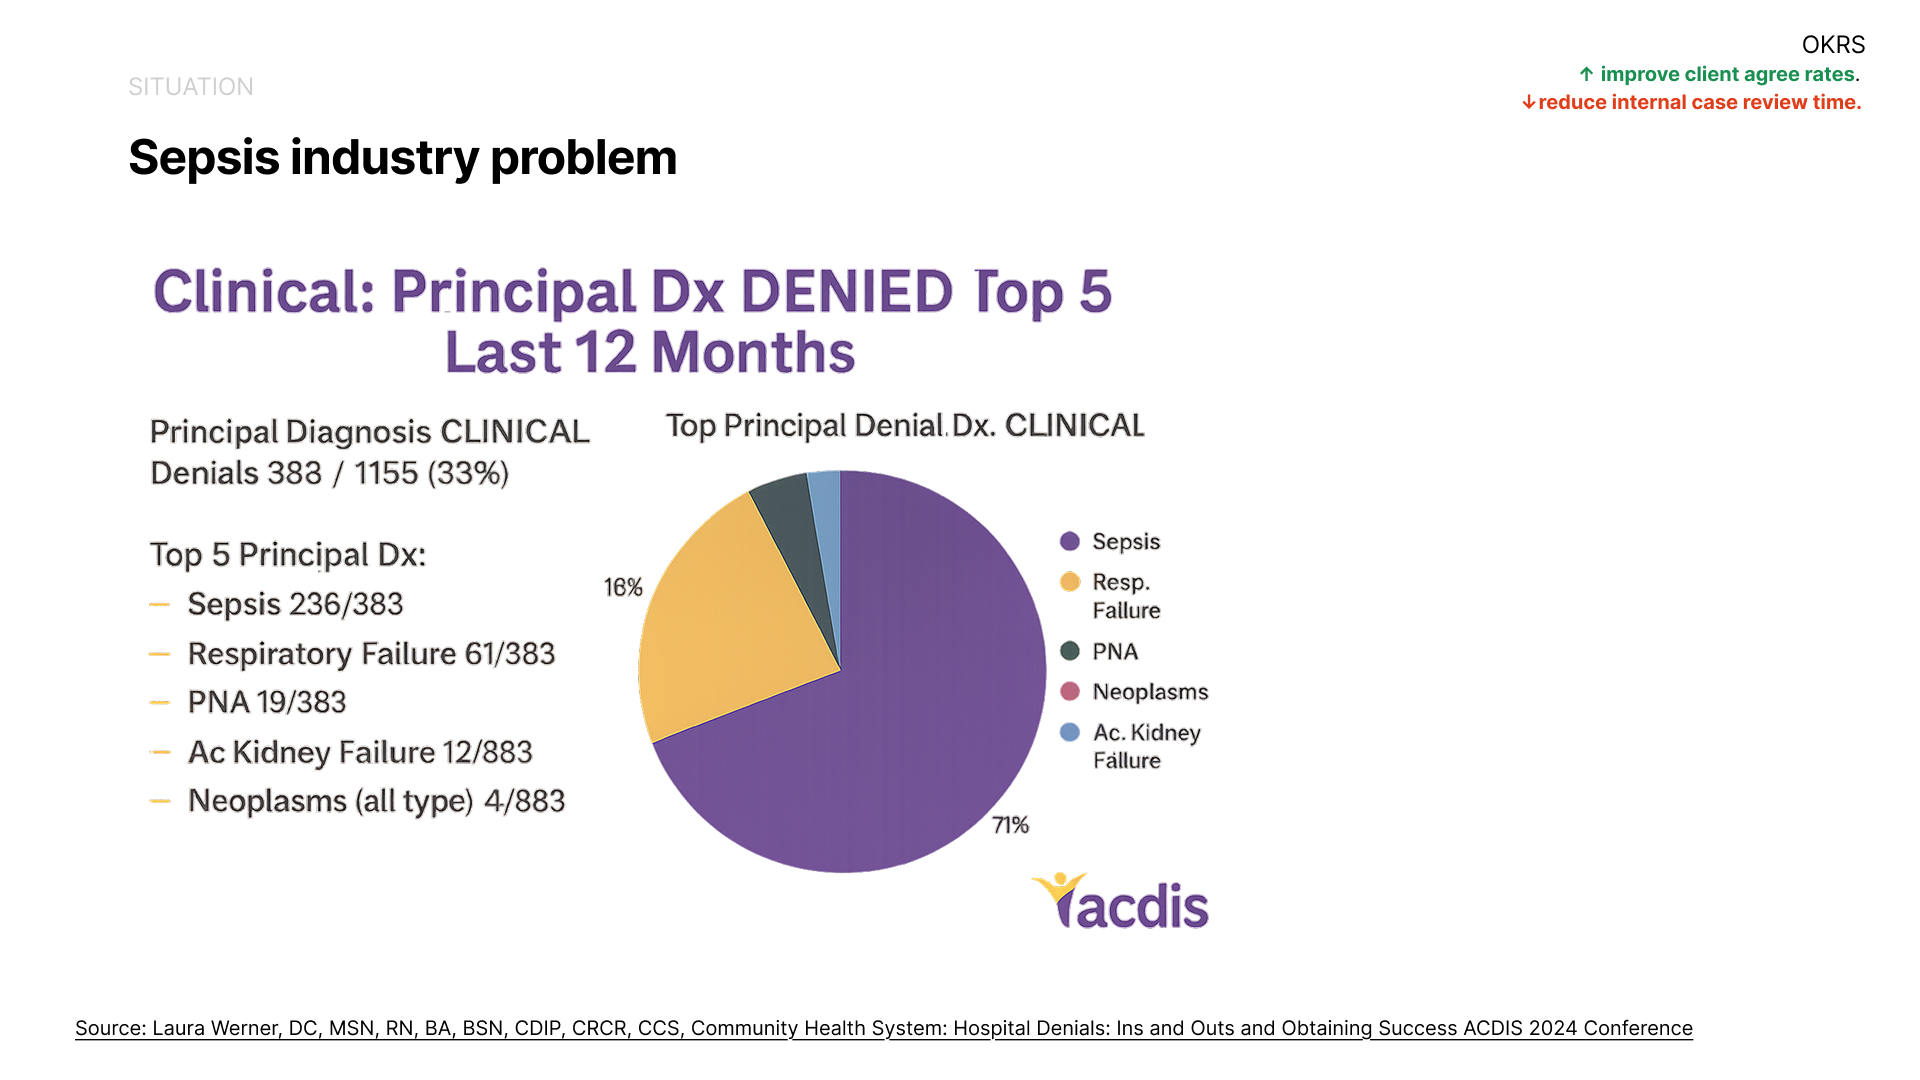 OKRS
↑ improve client agree rates.
↓reduce internal case review time.
SITUATION
Sepsis industry problem
Clinical: Principal Dx DENIED Top 5
Last 12 Months
Principal Diagnosis CLINICAL
Denials 383 / 1155 (33%)
Top 5 Principal Dx:
– Sepsis 236/383
– Respiratory Failure 61/383
– PNA 19/383
– Ac Kidney Failure 12/883
– Neoplasms (all type) 4/883
Top Principal Denial.Dx. CLINICAL
16%
71%
Sepsis
Resp.
Fallure
PNA
Neoplasms
Ac. Kidney
Fallure
acdis
Source: Laura Werner, DC, MSN, RN, BA, BSN, CDIP, CRCR, CCS, Community Health System: Hospital Denials: Ins and Outs and Obtaining Success ACDIS 2024 Conference